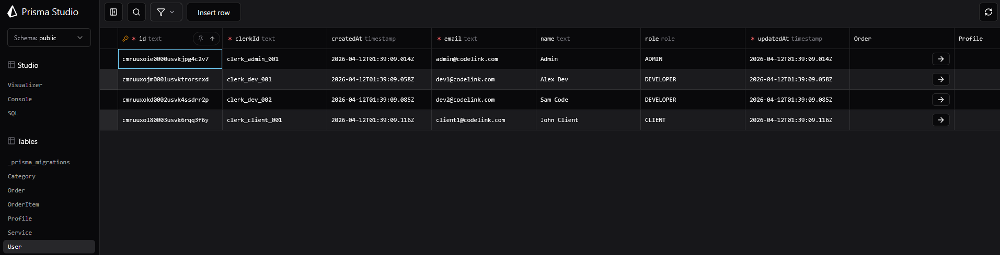 Prisma Studio
Insert row
Schema: public
Studio
Visualizer
Console
SQL
Tables
_prisma_migrations
Category
Order
OrderItem
Profile
Service
User
* id text * clerkId text createdAt timestamp * email text name text role role * updatedAt timestamp Order Profile
cmnuuxoie0000usvkjpg4c2v7 clerk_admin_001 2026-04-12T01:39:09.014Z admin@codelink.com Admin ADMIN 2026-04-12T01:39:09.014Z
cmnuuxojm0001usvktrorsnxd clerk_dev_001 2026-04-12T01:39:09.058Z dev1@codelink.com Alex Dev DEVELOPER 2026-04-12T01:39:09.058Z
cmnuuxokd0002usvk4ssdrr2p clerk_dev_002 2026-04-12T01:39:09.085Z dev2@codelink.com Sam Code DEVELOPER 2026-04-12T01:39:09.085Z
cmnuuxol80003usvk6rqq3f6y clerk_client_001 2026-04-12T01:39:09.116Z client1@codelink.com John Client CLIENT 2026-04-12T01:39:09.116Z